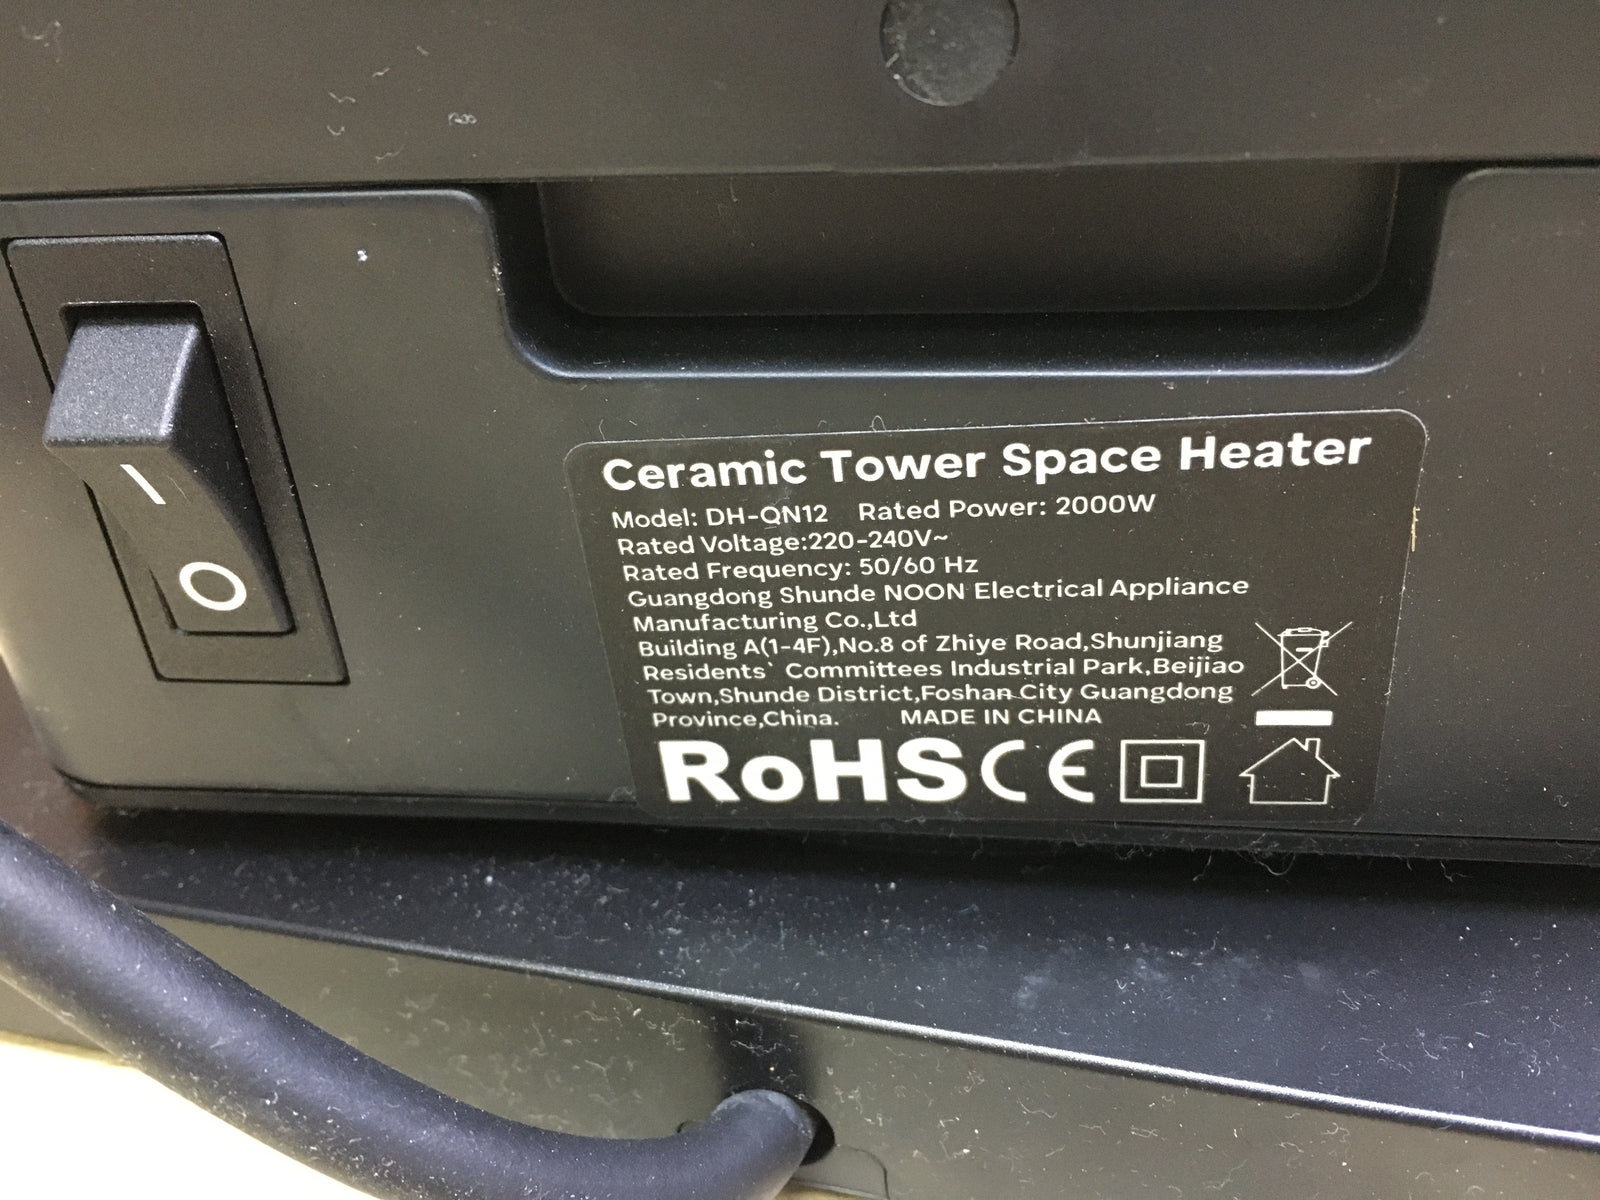 Ceramic Tower Space Heater
Model: DH-QN12 Rated Power: 2000W
Rated Voltage:220-240V~
Rated Frequency: 50/60 Hz
Guangdong Shunde NOON Electrical Appliance
Manufacturing Co.,Ltd
Building A(1-4F),No.8 of Zhiye Road,Shunjiang
Residents` Committees Industrial Park,Beijiao
Town,Shunde District,Foshan City Guangdong
Province,China. MADE IN CHINA
RoHS CE